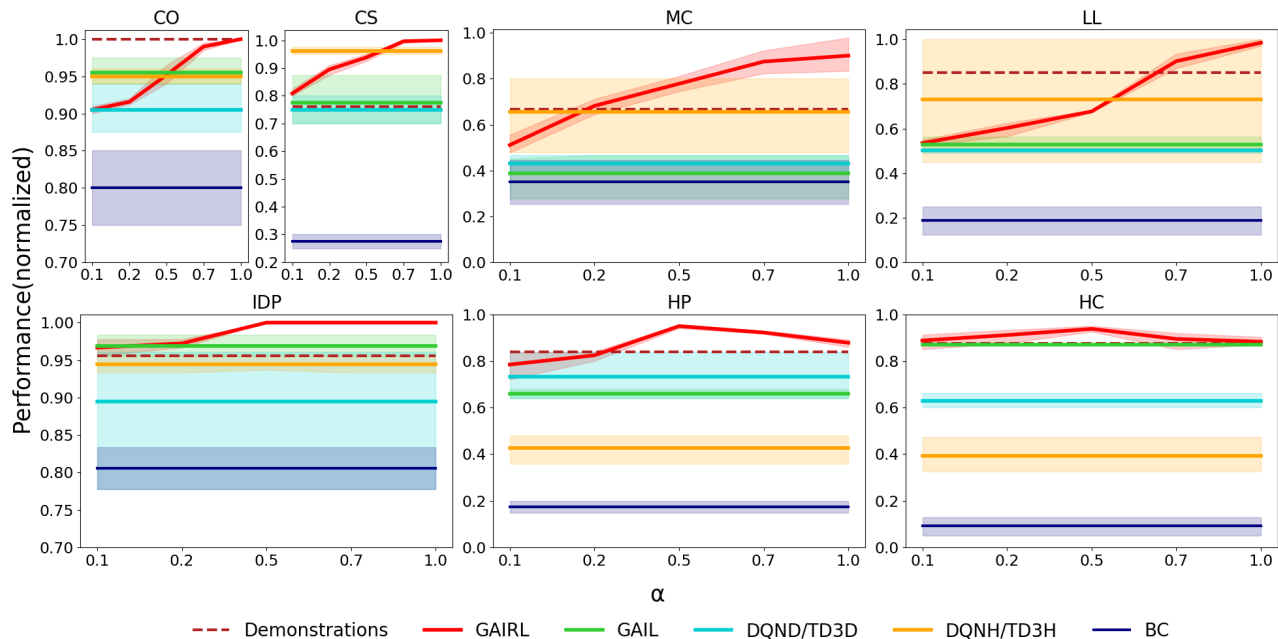 CO
CS
MC
LL
1.00
0.95
0.90
0.85
0.80
0.75
0.70
0.1 0.2 0.5 0.7 1.0
1.0
0.9
0.8
0.7
0.6
0.5
0.4
0.3
0.2
0.1 0.2 0.5 0.7 1.0
1.0
0.8
0.6
0.4
0.2
0.0
0.1 0.2 0.5 0.7 1.0
1.0
0.8
0.6
0.4
0.2
0.0
0.1 0.2 0.5 0.7 1.0
Performance(normalized)
IDP
HP
HC
1.00
0.95
0.90
0.85
0.80
0.75
0.70
0.1 0.2 0.5 0.7 1.0
1.0
0.8
0.6
0.4
0.2
0.0
0.1 0.2 0.5 0.7 1.0
1.0
0.8
0.6
0.4
0.2
0.0
0.1 0.2 0.5 0.7 1.0
α
Demonstrations GAIRL GAIL DQND/TD3D DQNH/TD3H BC